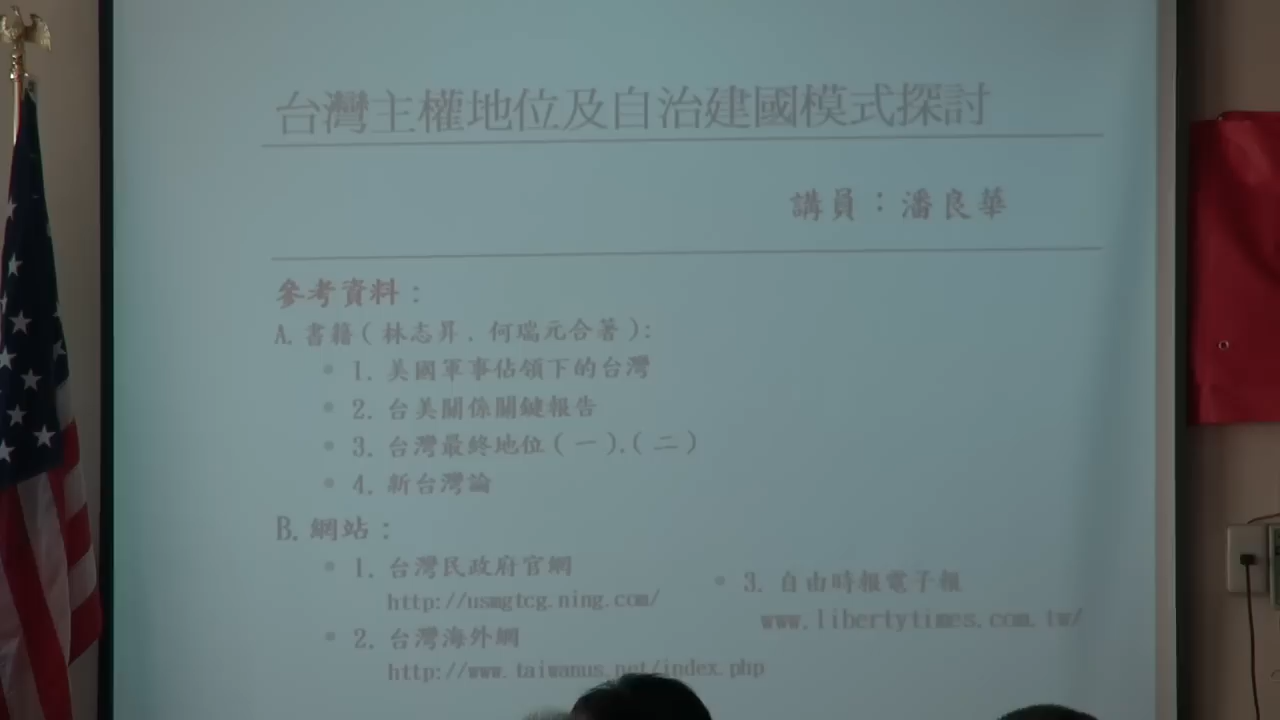 台灣主權地位及自治建國模式探討
講員：潘良華
參考資料：
A. 書籍(林志昇，何瑞元合著)：
• 1. 美國軍事佔領下的台灣
• 2. 台美關係關鍵報告
• 3. 台灣最終地位(一),(二)
• 4. 新台灣論
B. 網站：
• 1. 台灣民政府官網
http://usmgtcg.ning.com/
• 2. 台灣海外網
http://www.taiwanus.net/index.php
• 3. 自由時報電子報
www.libertytimes.com.tw/